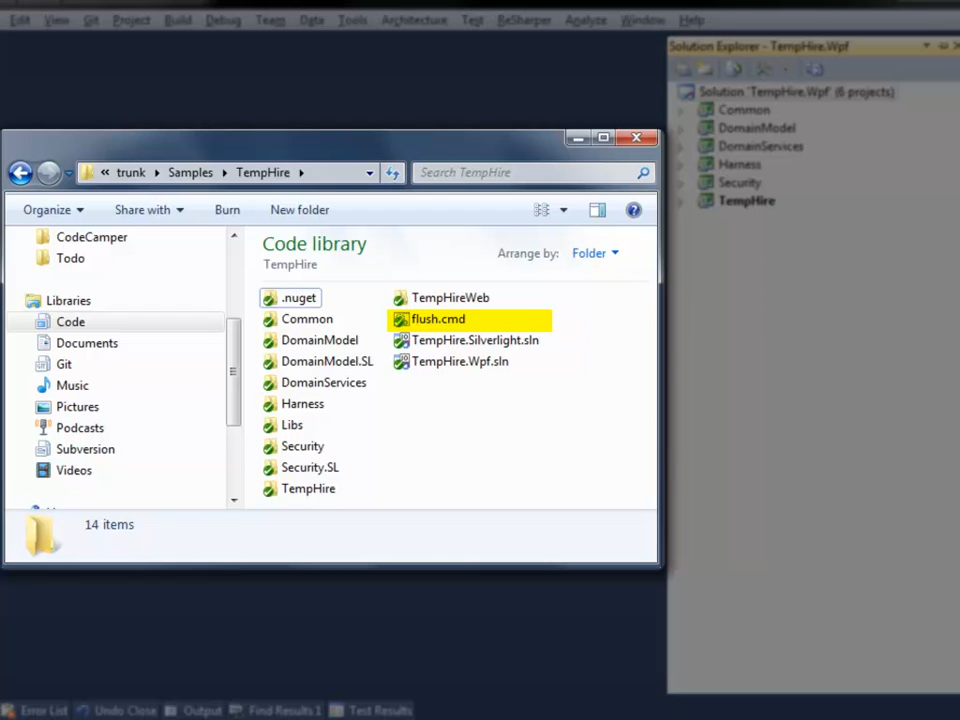 Edit View Git Project Build Debug Team Data Tools Architecture Test ReSharper Analyze Window Help
Solution Explorer - TempHire.Wpf
Solution 'TempHire.Wpf' (6 projects)
Common
DomainModel
DomainServices
Harness
Security
TempHire
« trunk Samples TempHire
Search TempHire
Organize Share with Burn New folder
CodeCamper
Todo
Libraries
Code
Documents
Git
Music
Pictures
Podcasts
Subversion
Videos
Code library
TempHire
Arrange by: Folder
.nuget
Common
DomainModel
DomainModel.SL
DomainServices
Harness
Libs
Security
Security.SL
TempHire
TempHireWeb
flush.cmd
TempHire.Silverlight.sln
TempHire.Wpf.sln
14 items
Error List Undo Close Output Find Results 1 Test Results